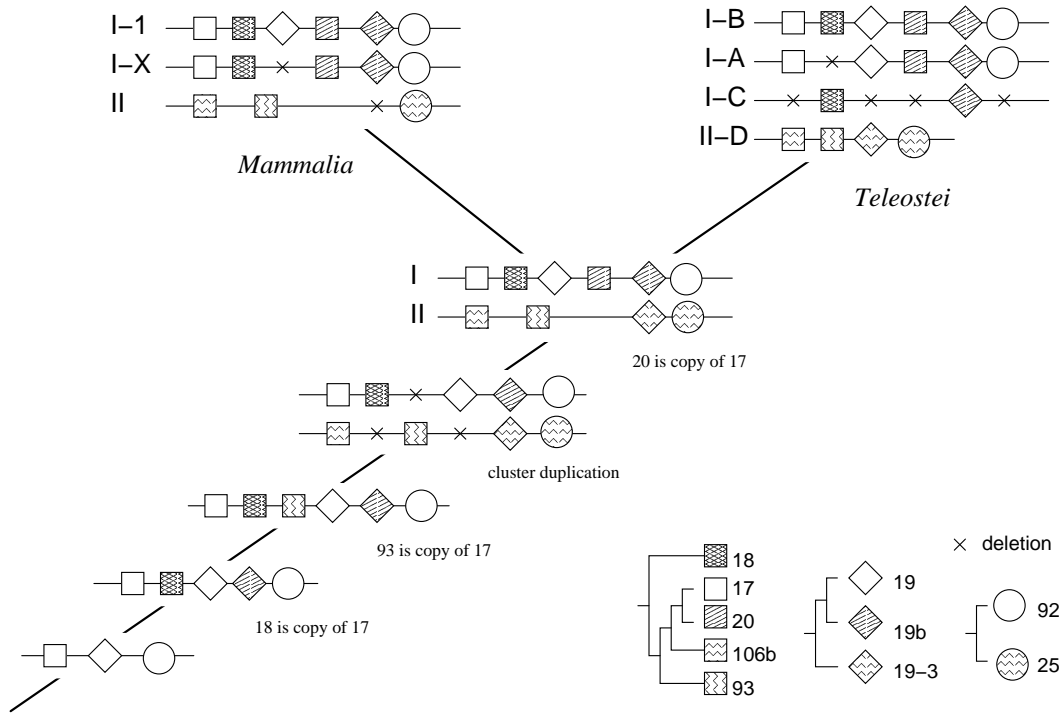 I–1
I–X
II
Mammalia
I–B
I–A
I–C
II–D
Teleostei
I
II
20 is copy of 17
cluster duplication
93 is copy of 17
18 is copy of 17
deletion
18
17
20
106b
93
19
19b
19–3
92
25